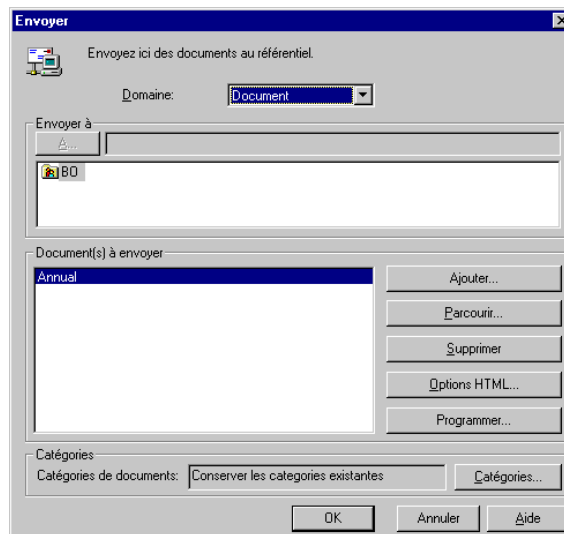 Envoyer
Envoyez ici des documents au référentiel.
Domaine: Document
Envoyer à
A...
BO
Document(s) à envoyer
Annual
Ajouter...
Parcourir...
Supprimer
Options HTML...
Programmer...
Catégories
Catégories de documents: Conserver les categories existantes Catégories...
OK Annuler Aide